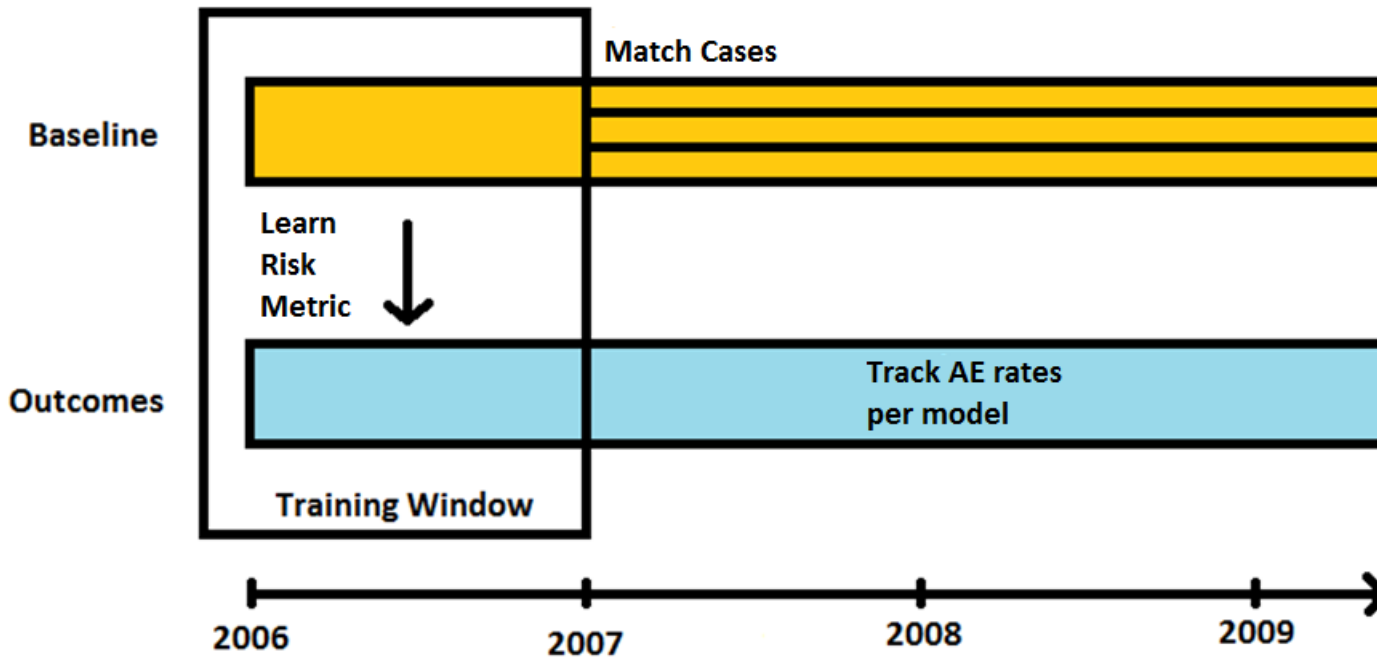 Match Cases
Baseline
Learn
Risk
Metric
Outcomes
Track AE rates
per model
Training Window
2006
2007
2008
2009